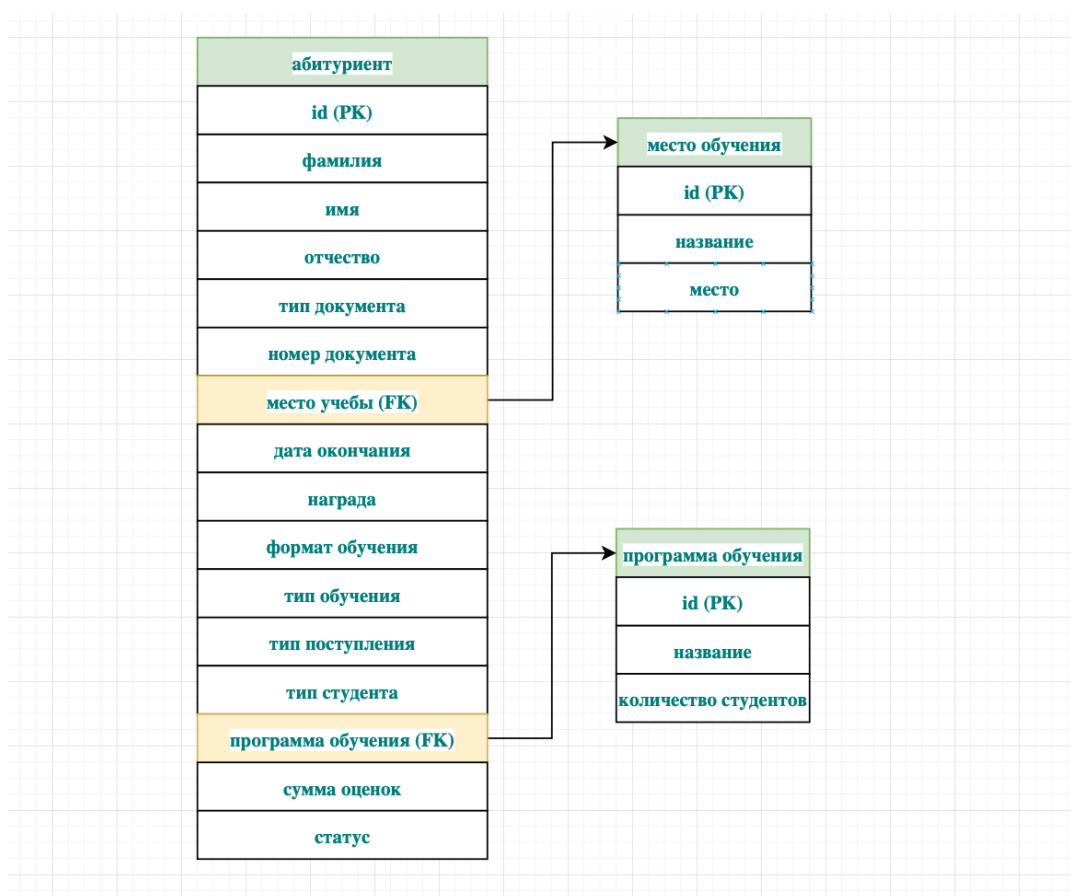 абитуриент
id (PK)
фамилия
имя
отчество
тип документа
номер документа
место учебы (FK)
дата окончания
награда
формат обучения
тип обучения
тип поступления
тип студента
программа обучения (FK)
сумма оценок
статус
место обучения
id (PK)
название
место
программа обучения
id (PK)
название
количество студентов